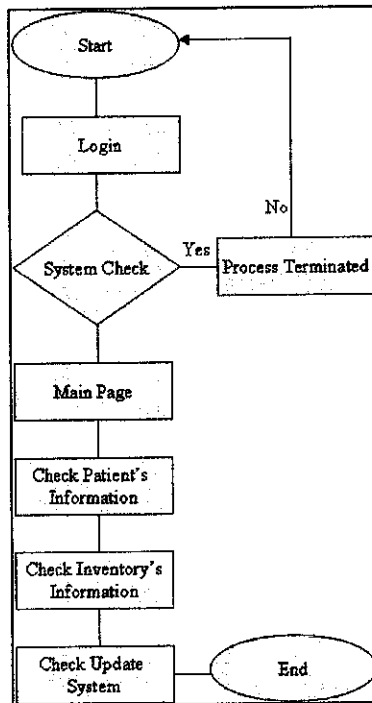 Start
Login
No
System Check
Yes
Process Terminated
Main Page
Check Patient's
Information
Check Inventory's
Information
Check Update
System
End